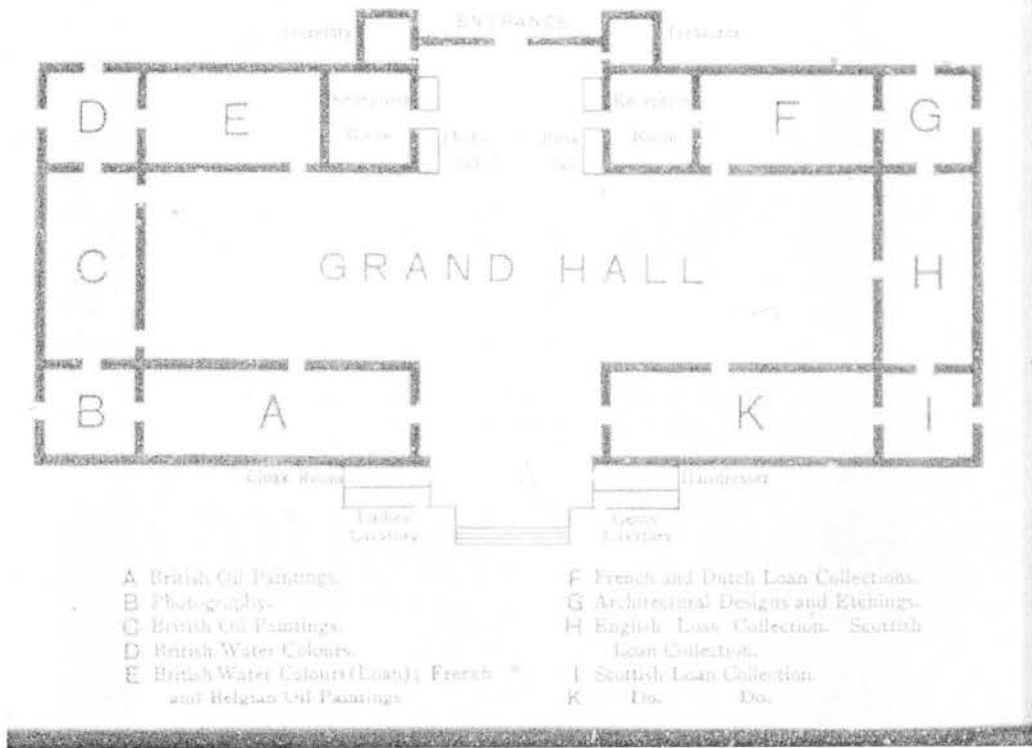 ENTRANCE
Secretary
Treasurer
D
E
Reception
Room
Reception
Room
F
G
C
GRAND HALL
H
B
A
K
I
Cloak Room
Hairdresser
Ladies'
Lavatory
Gents'
Lavatory
A British Oil Paintings.
B Photography.
C British Oil Paintings.
D British Water Colours.
E British Water Colours (Loan); French
and Belgian Oil Paintings.
F French and Dutch Loan Collections.
G Architectural Designs and Etchings.
H English Loan Collection. Scottish
Loan Collection.
I Scottish Loan Collection
K Do. Do.